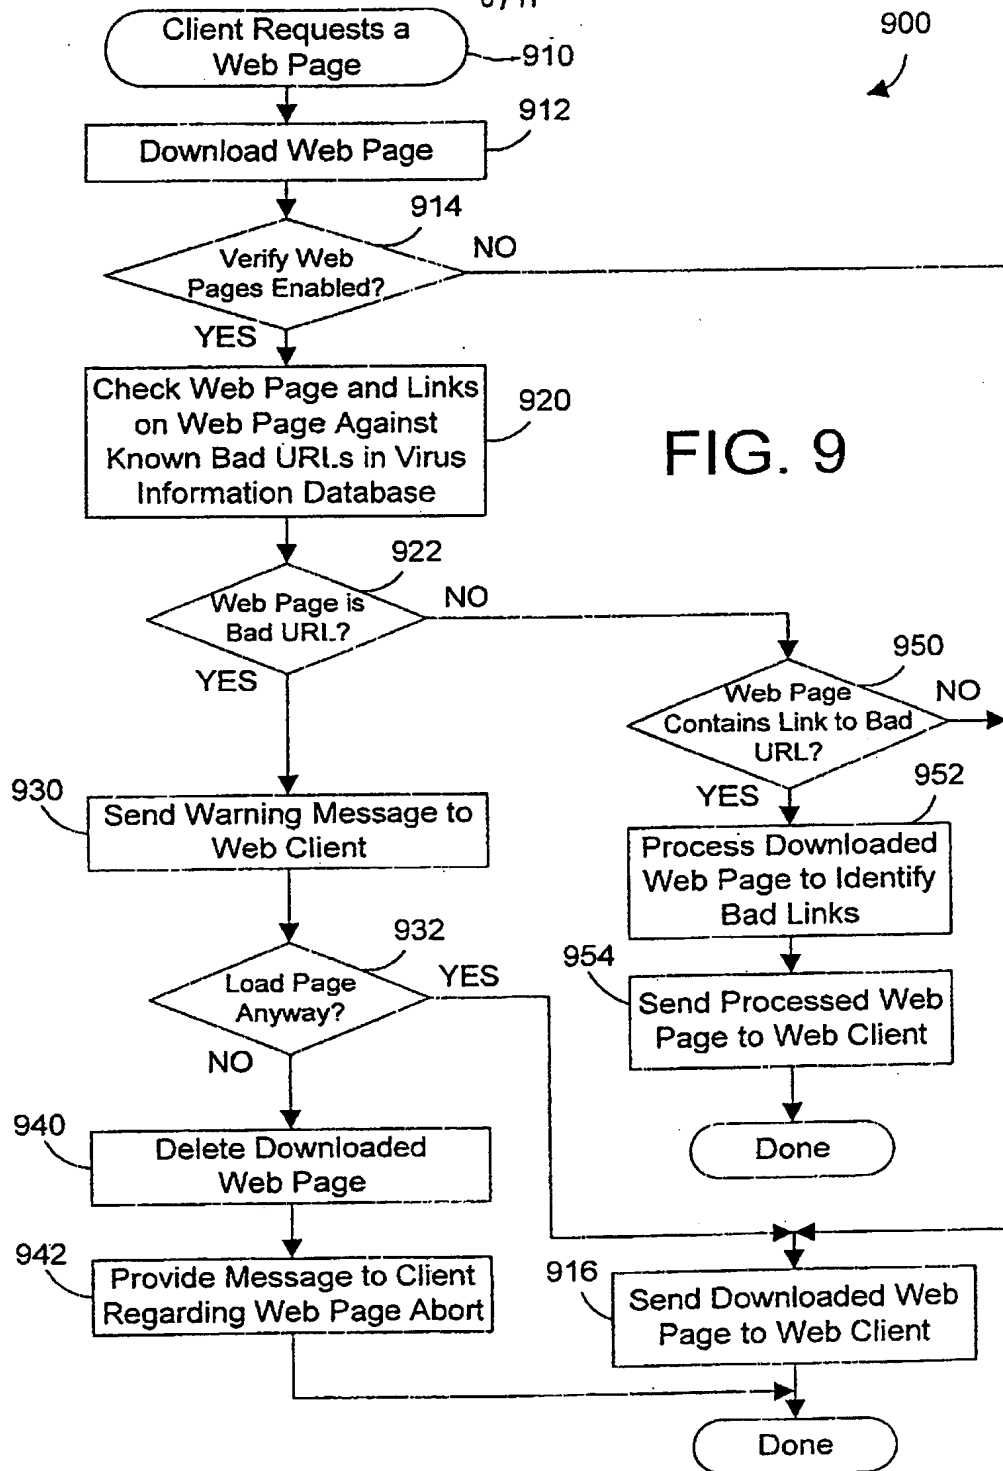 900
Client Requests a
Web Page
910
912
Download Web Page
914
Verify Web
Pages Enabled?
NO
YES
Check Web Page and Links
on Web Page Against
Known Bad URLs in Virus
Information Database
920
FIG. 9
922
Web Page is
Bad URL?
NO
YES
950
Web Page
Contains Link to Bad
URL?
NO
YES
952
Process Downloaded
Web Page to Identify
Bad Links
954
Send Processed Web
Page to Web Client
Done
930
Send Warning Message to
Web Client
932
Load Page
Anyway?
YES
NO
940
Delete Downloaded
Web Page
942
Provide Message to Client
Regarding Web Page Abort
916
Send Downloaded Web
Page to Web Client
Done